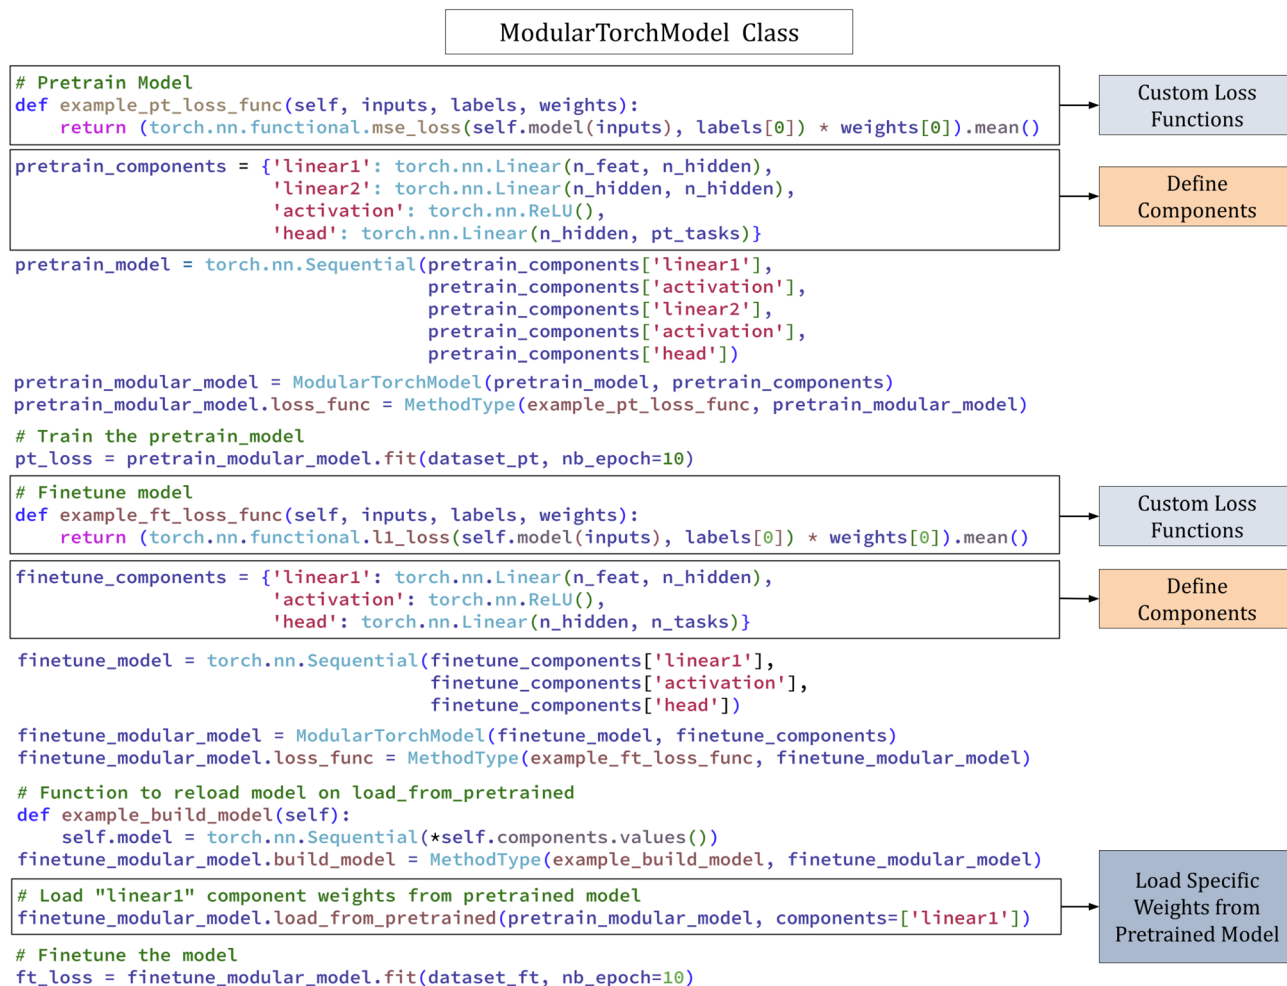 ModularTorchModel Class
# Pretrain Model
def example_pt_loss_func(self, inputs, labels, weights):
    return (torch.nn.functional.mse_loss(self.model(inputs), labels[0]) * weights[0]).mean()
Custom Loss
Functions
pretrain_components = {'linear1': torch.nn.Linear(n_feat, n_hidden),
                       'linear2': torch.nn.Linear(n_hidden, n_hidden),
                       'activation': torch.nn.ReLU(),
                       'head': torch.nn.Linear(n_hidden, pt_tasks)}
Define
Components
pretrain_model = torch.nn.Sequential(pretrain_components['linear1'],
                                     pretrain_components['activation'],
                                     pretrain_components['linear2'],
                                     pretrain_components['activation'],
                                     pretrain_components['head'])
pretrain_modular_model = ModularTorchModel(pretrain_model, pretrain_components)
pretrain_modular_model.loss_func = MethodType(example_pt_loss_func, pretrain_modular_model)
# Train the pretrain_model
pt_loss = pretrain_modular_model.fit(dataset_pt, nb_epoch=10)
# Finetune model
def example_ft_loss_func(self, inputs, labels, weights):
    return (torch.nn.functional.l1_loss(self.model(inputs), labels[0]) * weights[0]).mean()
Custom Loss
Functions
finetune_components = {'linear1': torch.nn.Linear(n_feat, n_hidden),
                       'activation': torch.nn.ReLU(),
                       'head': torch.nn.Linear(n_hidden, n_tasks)}
Define
Components
finetune_model = torch.nn.Sequential(finetune_components['linear1'],
                                     finetune_components['activation'],
                                     finetune_components['head'])
finetune_modular_model = ModularTorchModel(finetune_model, finetune_components)
finetune_modular_model.loss_func = MethodType(example_ft_loss_func, finetune_modular_model)
# Function to reload model on load_from_pretrained
def example_build_model(self):
    self.model = torch.nn.Sequential(*self.components.values())
finetune_modular_model.build_model = MethodType(example_build_model, finetune_modular_model)
# Load "linear1" component weights from pretrained model
finetune_modular_model.load_from_pretrained(pretrain_modular_model, components=['linear1'])
Load Specific
Weights from
Pretrained Model
# Finetune the model
ft_loss = finetune_modular_model.fit(dataset_ft, nb_epoch=10)